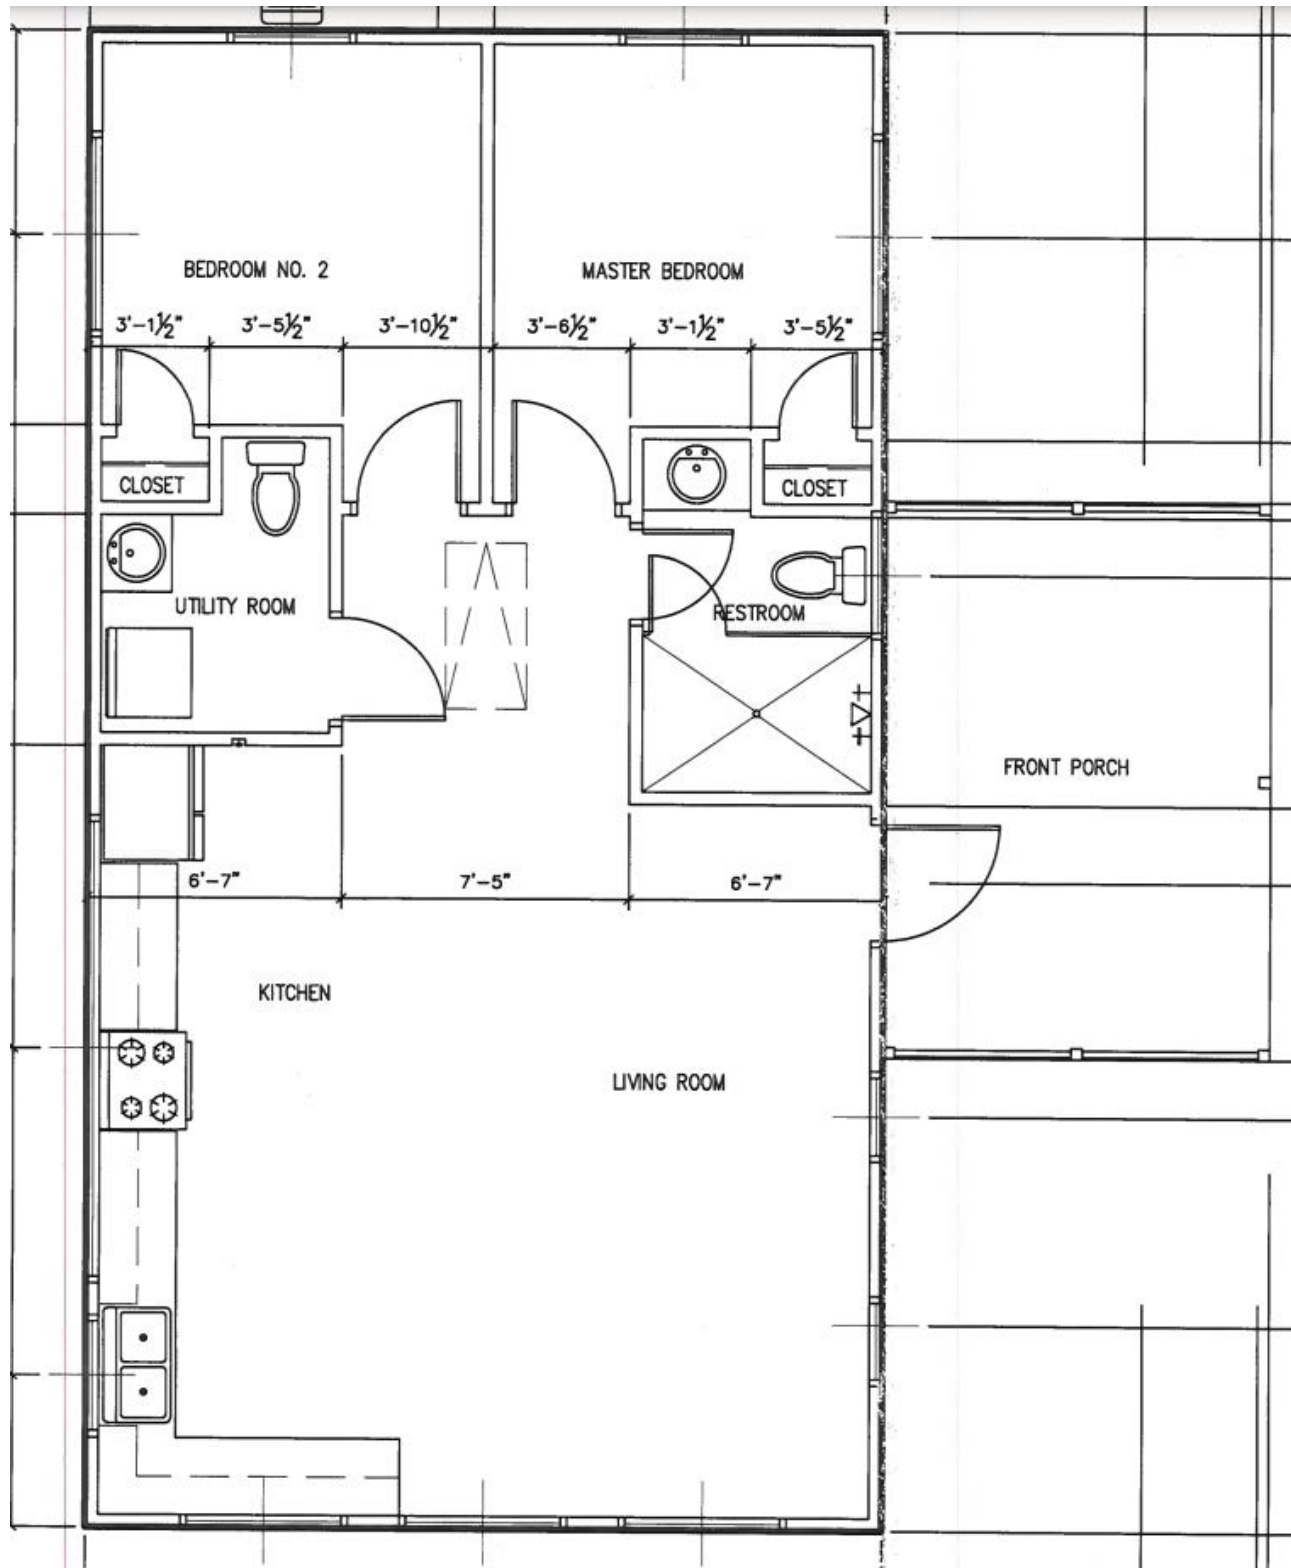 BEDROOM NO. 2
MASTER BEDROOM
3'-1½"
3'-5½"
3'-10½"
3'-6½"
3'-1½"
3'-5½"
CLOSET
CLOSET
UTILITY ROOM
RESTROOM
FRONT PORCH
6'-7"
7'-5"
6'-7"
KITCHEN
LIVING ROOM